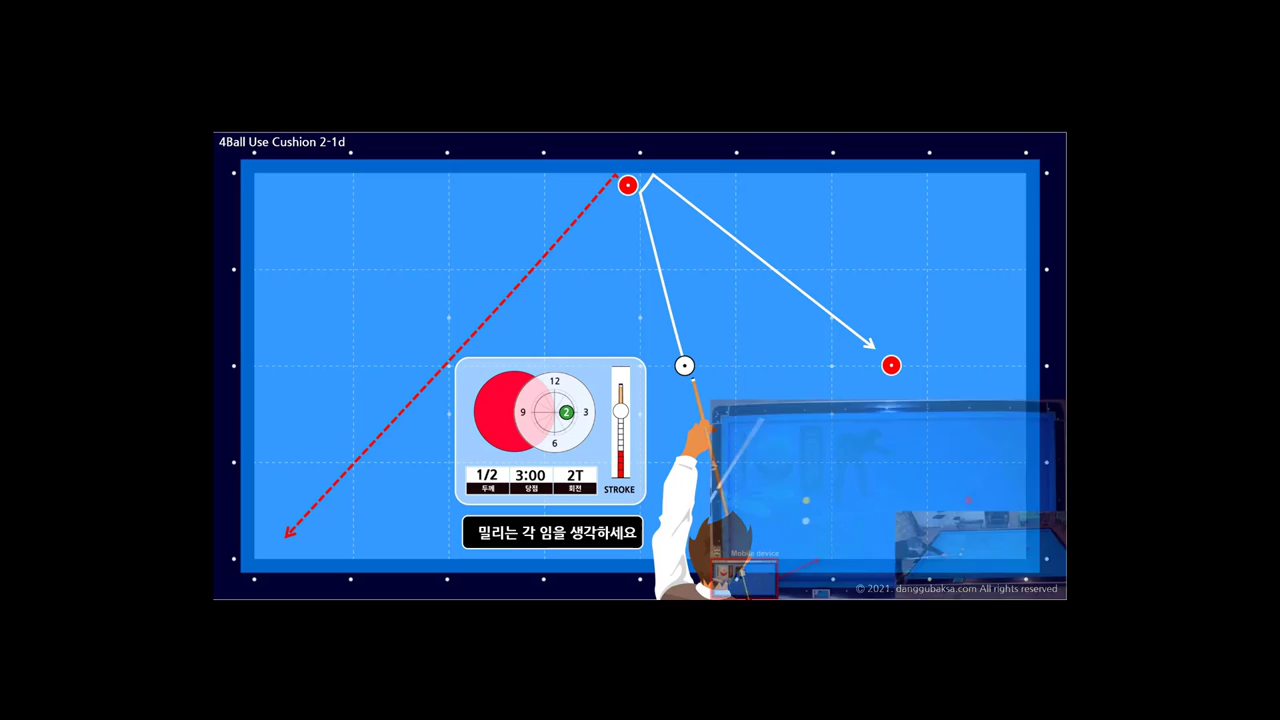 4Ball Use Cushion 2-1d
12
9
2
3
6
1/2
3:00
2T
두께
당점
회전
STROKE
밀리는 각 임을 생각하세요
Mobile device
© 2021. danggubaksa.com All rights reserved